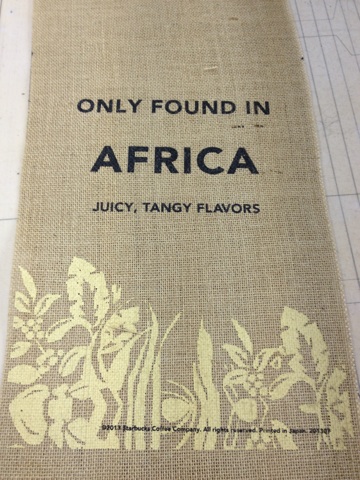 ONLY FOUND IN
AFRICA
JUICY, TANGY FLAVORS
©2013 Starbucks Coffee Company. All rights reserved. Printed in Japan.